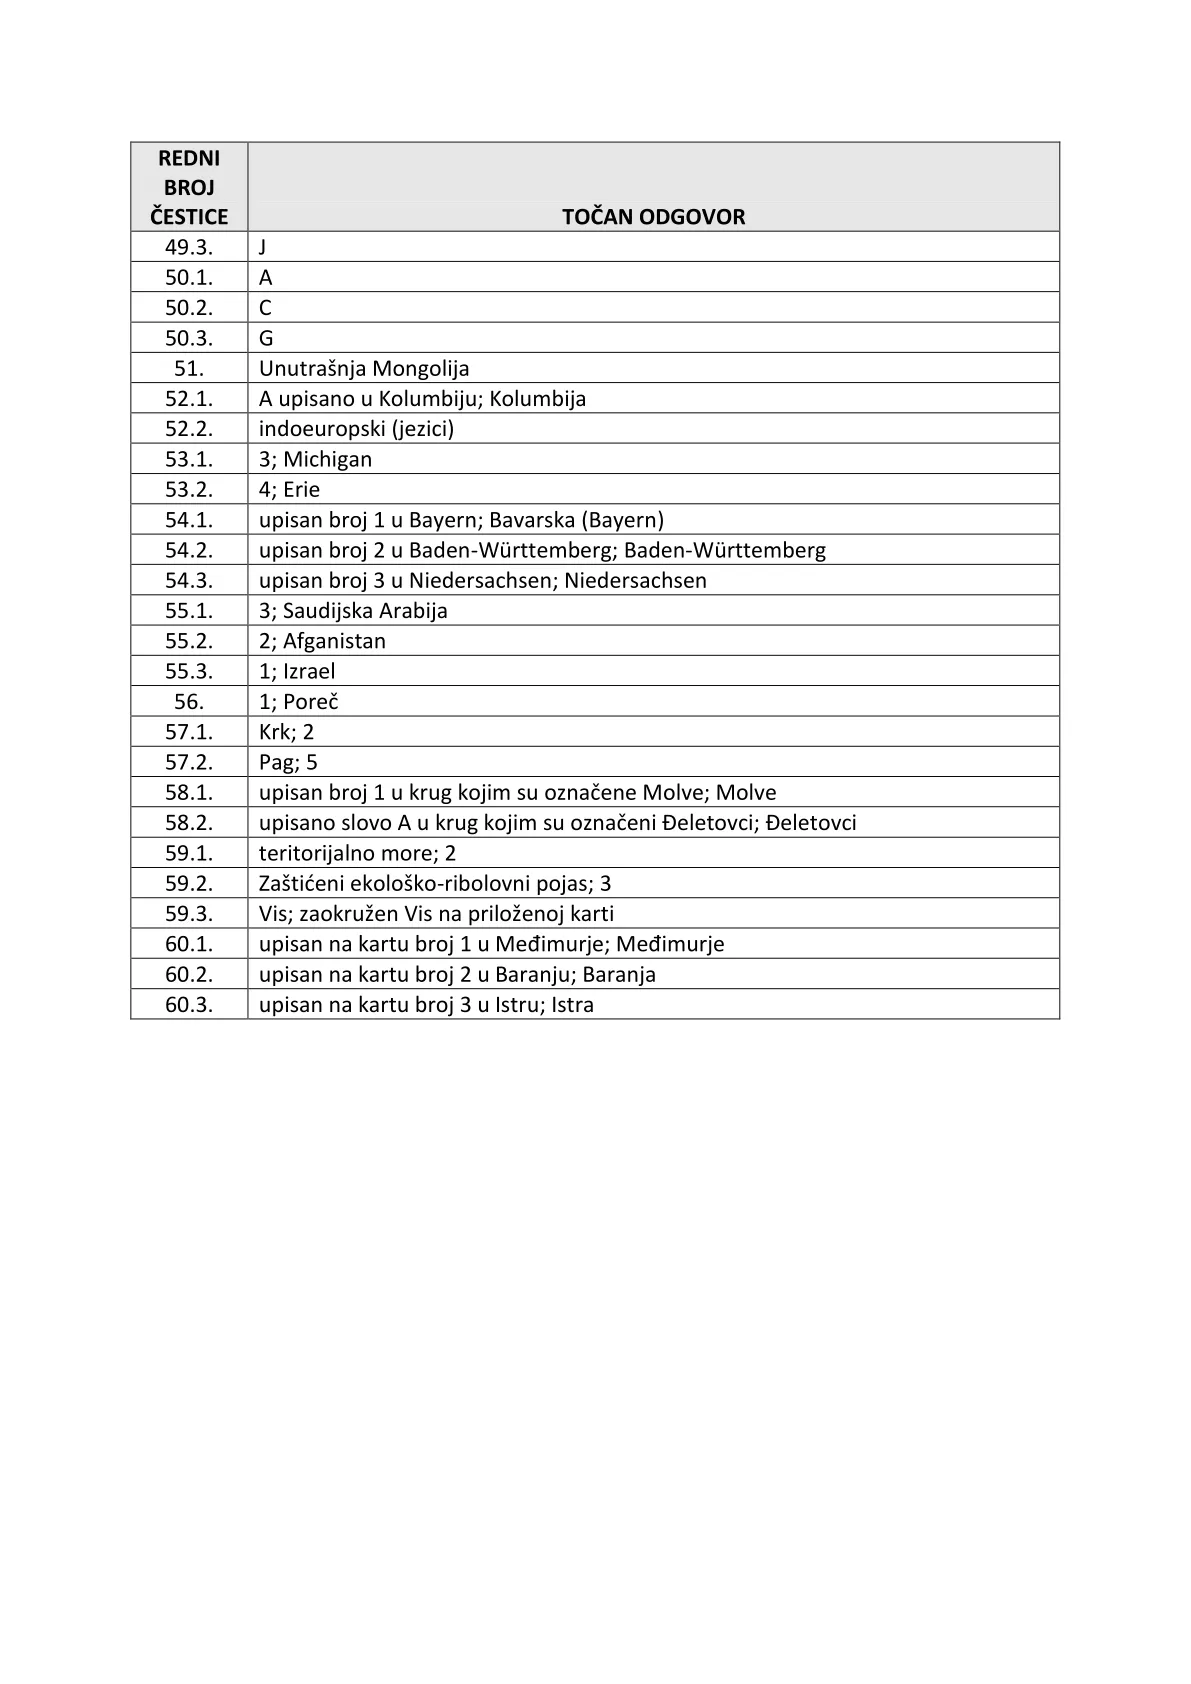 REDNI
BROJ
ČESTICE
TOČAN ODGOVOR
49.3. J
50.1. A
50.2. C
50.3. G
51. Unutrašnja Mongolija
52.1. A upisano u Kolumbiju; Kolumbija
52.2. indoeuropski (jezici)
53.1. 3; Michigan
53.2. 4; Erie
54.1. upisan broj 1 u Bayern; Bavarska (Bayern)
54.2. upisan broj 2 u Baden-Württemberg; Baden-Württemberg
54.3. upisan broj 3 u Niedersachsen; Niedersachsen
55.1. 3; Saudijska Arabija
55.2. 2; Afganistan
55.3. 1; Izrael
56. 1; Poreč
57.1. Krk; 2
57.2. Pag; 5
58.1. upisan broj 1 u krug kojim su označene Molve; Molve
58.2. upisano slovo A u krug kojim su označeni Đeletovci; Đeletovci
59.1. teritorijalno more; 2
59.2. Zaštićeni ekološko-ribolovni pojas; 3
59.3. Vis; zaokružen Vis na priloženoj karti
60.1. upisan na kartu broj 1 u Međimurje; Međimurje
60.2. upisan na kartu broj 2 u Baranju; Baranja
60.3. upisan na kartu broj 3 u Istru; Istra